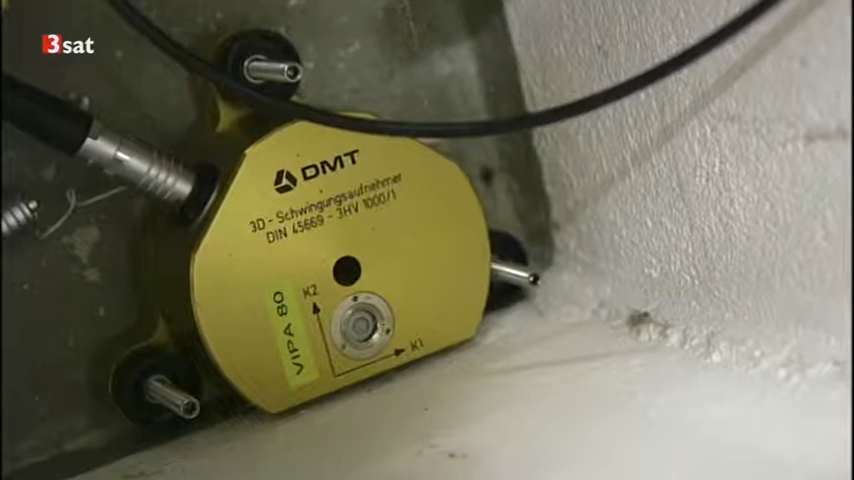 3sat
DMT
3D - Schwingungsaufnehmer
DIN 45669 - 3HV 1000/1
K2
VIPA 80
K1